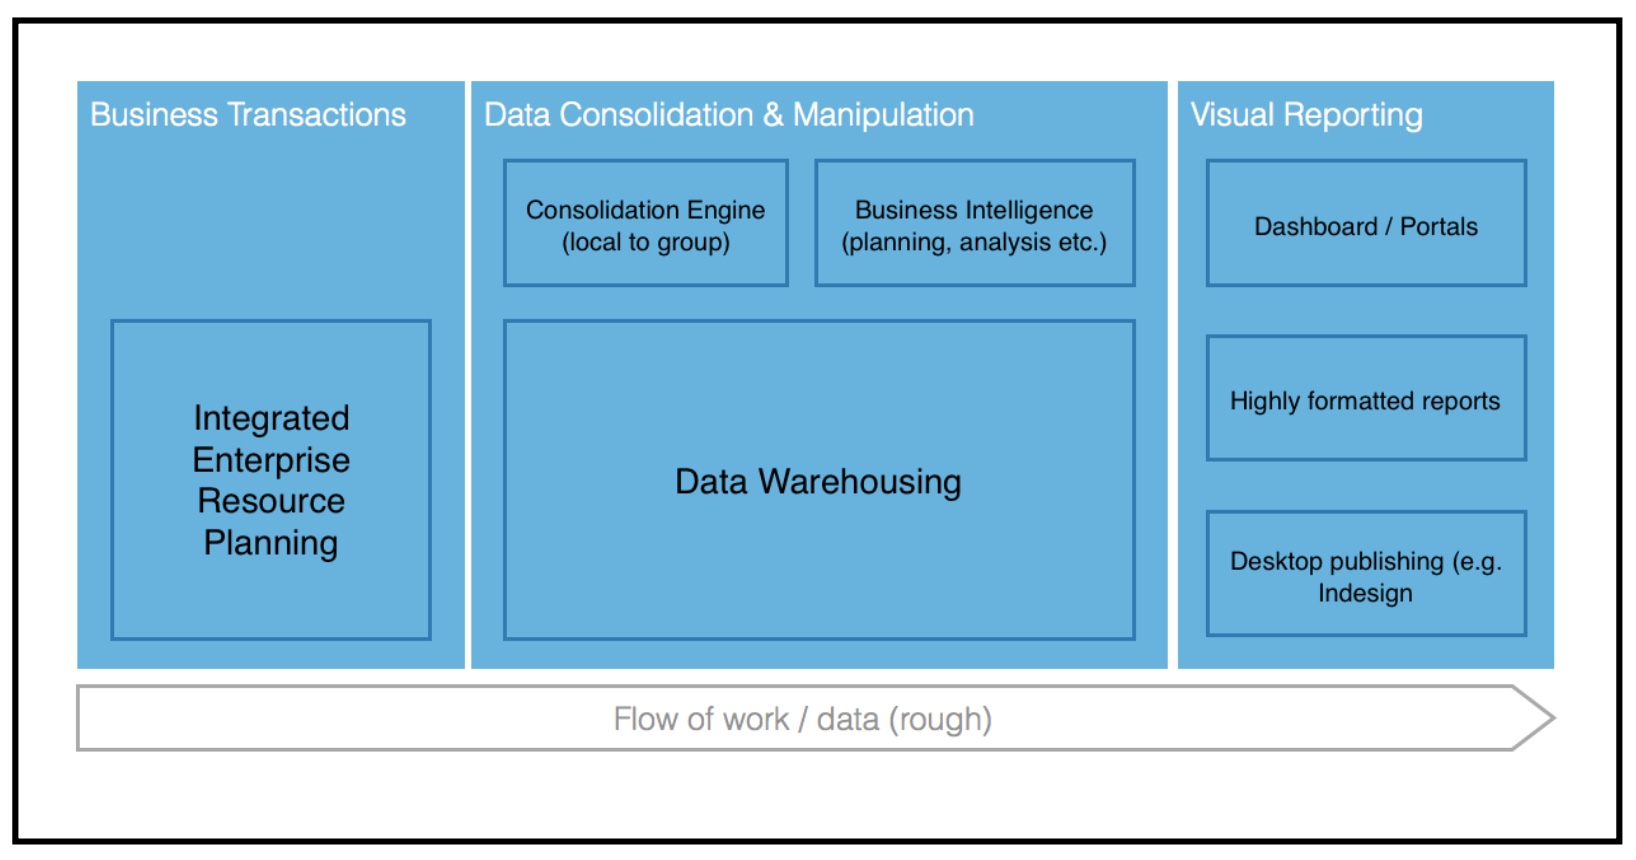 Business Transactions
Integrated
Enterprise
Resource
Planning
Data Consolidation & Manipulation
Consolidation Engine
(local to group)
Business Intelligence
(planning, analysis etc.)
Data Warehousing
Visual Reporting
Dashboard / Portals
Highly formatted reports
Desktop publishing (e.g.
Indesign
Flow of work / data (rough)